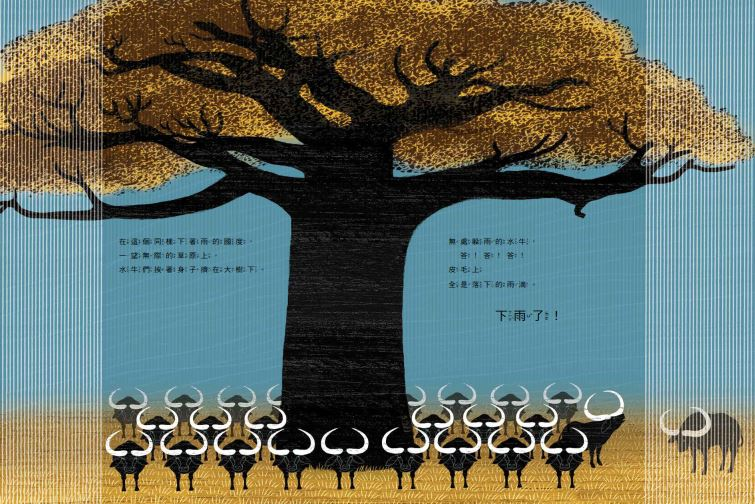 在這個同樣下著雨的國度，
一望無際的草原上，
水牛們挨著身子擠在大樹下。
無處躲雨的水牛，
答！答！答！
皮毛上，
全是落下的雨滴。
下雨了！